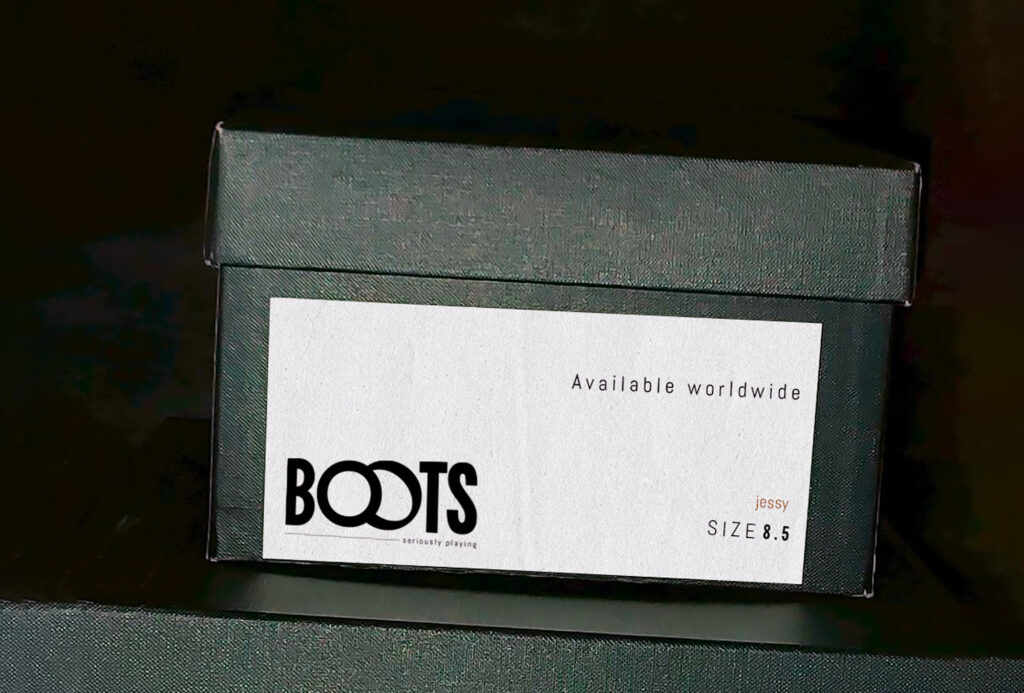 Available worldwide
BOOTS
seriously playing
jessy
SIZE 8.5